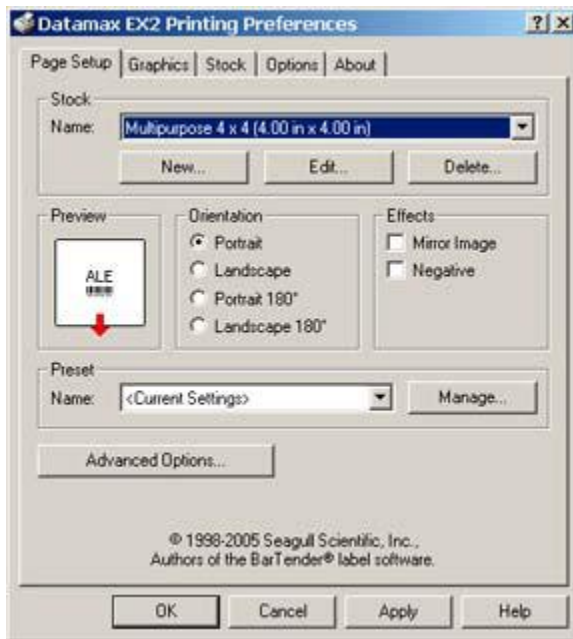 Datamax EX2 Printing Preferences
Page Setup Graphics Stock Options About
Stock
Name: Multipurpose 4 x 4 (4.00 in x 4.00 in)
New... Edit... Delete...
Preview Orientation Effects
Portrait Mirror Image
ALE Landscape Negative
Portrait 180°
Landscape 180°
Preset
Name: <Current Settings> Manage...
Advanced Options...
© 1998-2005 Seagull Scientific, Inc.,
Authors of the BarTender® label software.
OK Cancel Apply Help